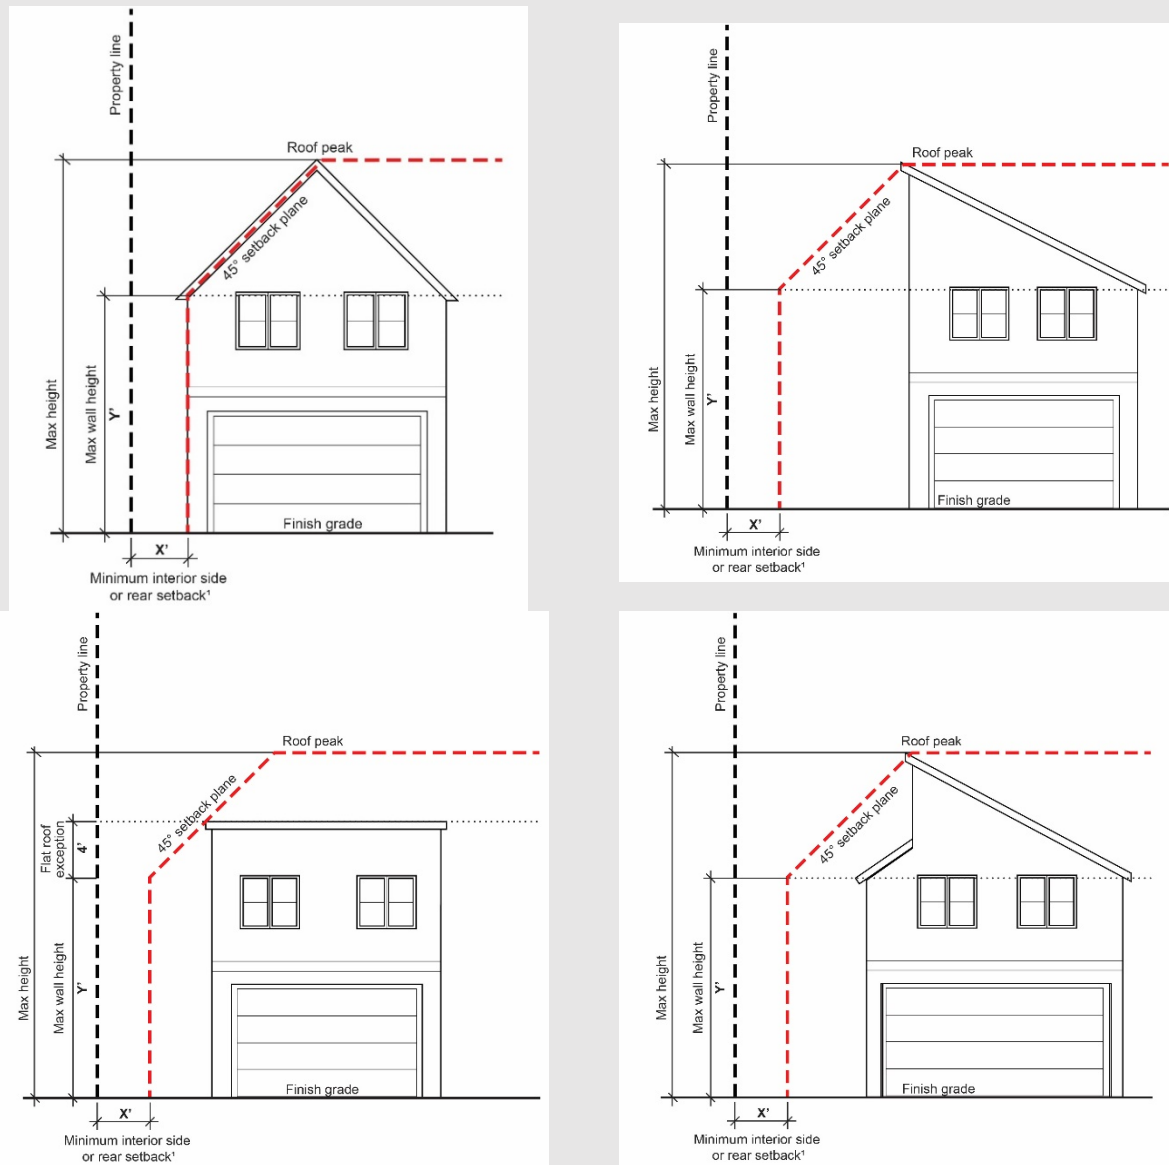 Property line
Roof peak
45° setback plane
Max height
Max wall height
Y'
Finish grade
X'
Minimum interior side
or rear setback¹
Property line
Roof peak
45° setback plane
Max height
Max wall height
Y'
Finish grade
X'
Minimum interior side
or rear setback¹
Property line
Roof peak
45° setback plane
Flat roof
exception
4'
Max height
Max wall height
Y'
Finish grade
X'
Minimum interior side
or rear setback¹
Property line
Roof peak
45° setback plane
Max height
Max wall height
Y'
Finish grade
X'
Minimum interior side
or rear setback¹